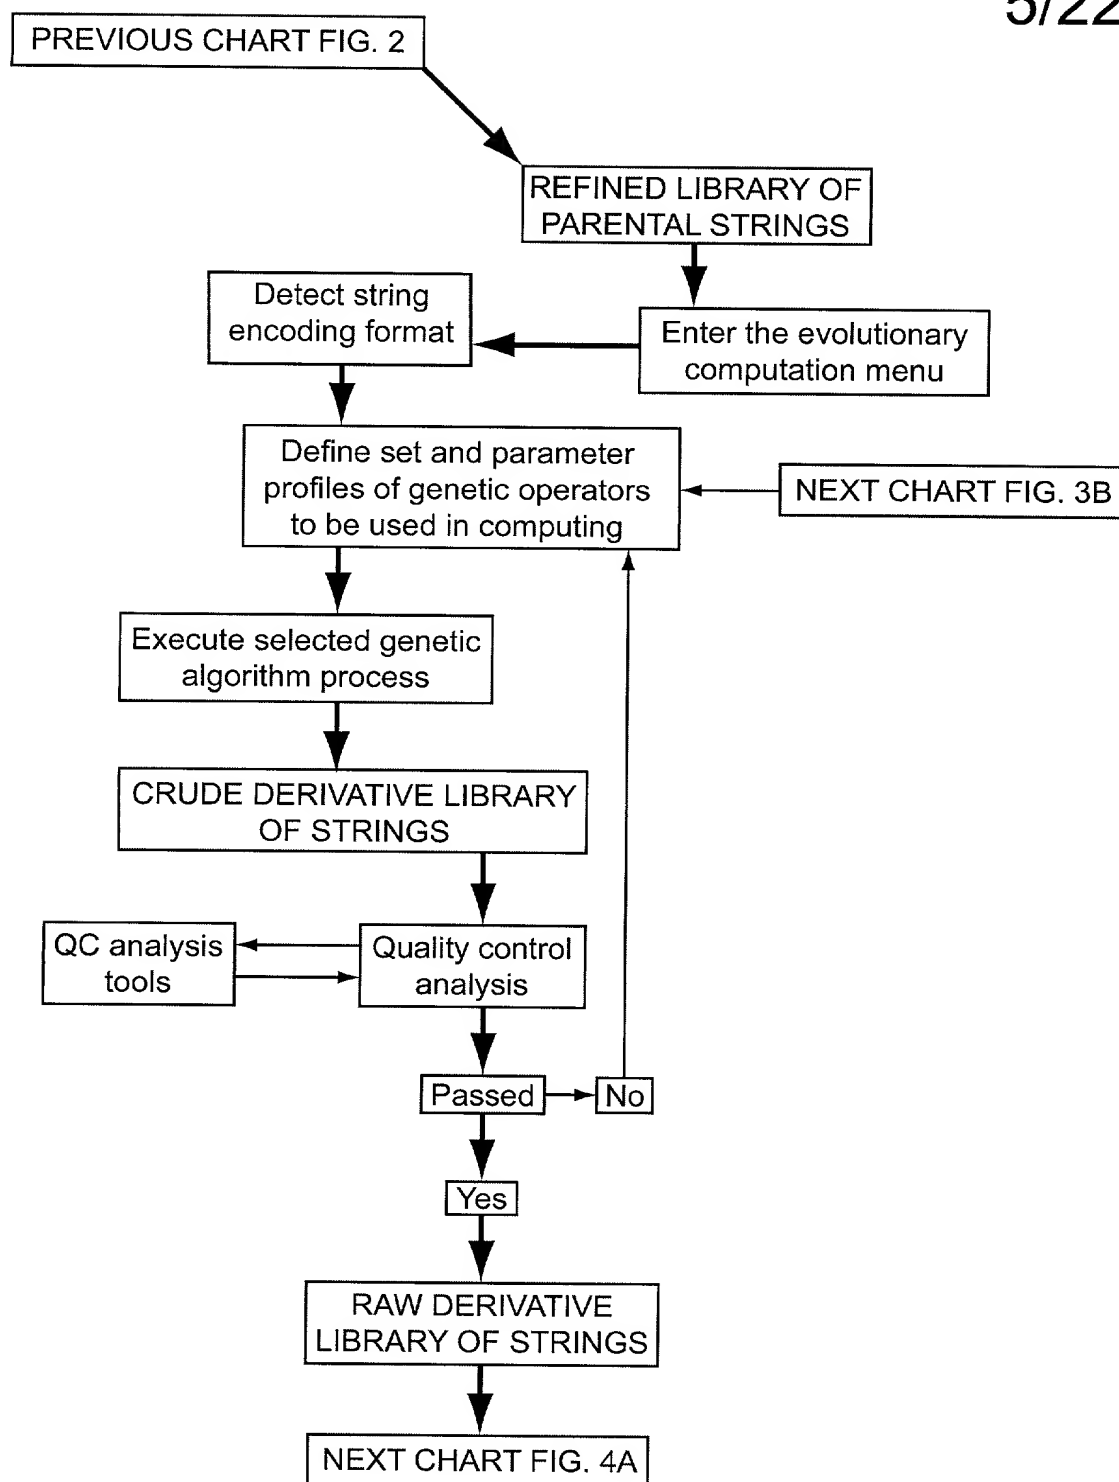 5/22
PREVIOUS CHART FIG. 2
REFINED LIBRARY OF
PARENTAL STRINGS
Detect string
encoding format
Enter the evolutionary
computation menu
Define set and parameter
profiles of genetic operators
to be used in computing
NEXT CHART FIG. 3B
Execute selected genetic
algorithm process
CRUDE DERIVATIVE LIBRARY
OF STRINGS
QC analysis
tools
Quality control
analysis
Passed
No
Yes
RAW DERIVATIVE
LIBRARY OF STRINGS
NEXT CHART FIG. 4A